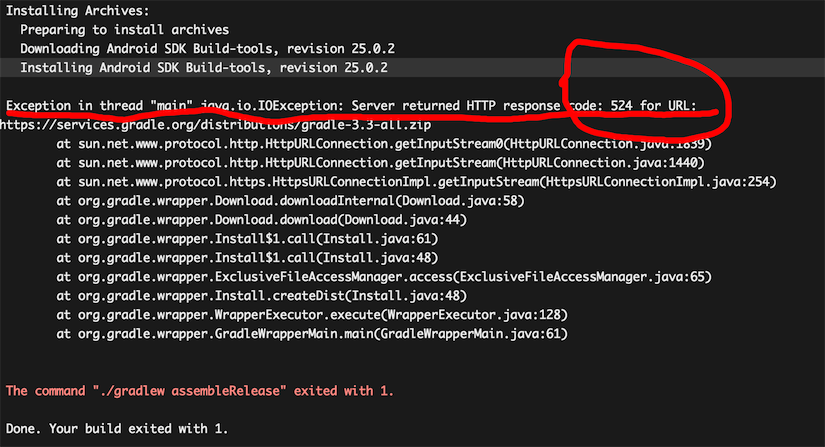 Installing Archives:
Preparing to install archives
Downloading Android SDK Build-tools, revision 25.0.2
Installing Android SDK Build-tools, revision 25.0.2
Exception in thread "main" java.io.IOException: Server returned HTTP response code: 524 for URL:
https://services.gradle.org/distributions/gradle-3.3-all.zip
at sun.net.www.protocol.http.HttpURLConnection.getInputStream0(HttpURLConnection.java:1839)
at sun.net.www.protocol.http.HttpURLConnection.getInputStream(HttpURLConnection.java:1440)
at sun.net.www.protocol.https.HttpsURLConnectionImpl.getInputStream(HttpsURLConnectionImpl.java:254)
at org.gradle.wrapper.Download.downloadInternal(Download.java:58)
at org.gradle.wrapper.Download.download(Download.java:44)
at org.gradle.wrapper.Install$1.call(Install.java:61)
at org.gradle.wrapper.Install$1.call(Install.java:48)
at org.gradle.wrapper.ExclusiveFileAccessManager.access(ExclusiveFileAccessManager.java:65)
at org.gradle.wrapper.Install.createDist(Install.java:48)
at org.gradle.wrapper.WrapperExecutor.execute(WrapperExecutor.java:128)
at org.gradle.wrapper.GradleWrapperMain.main(GradleWrapperMain.java:61)
The command "./gradlew assembleRelease" exited with 1.
Done. Your build exited with 1.